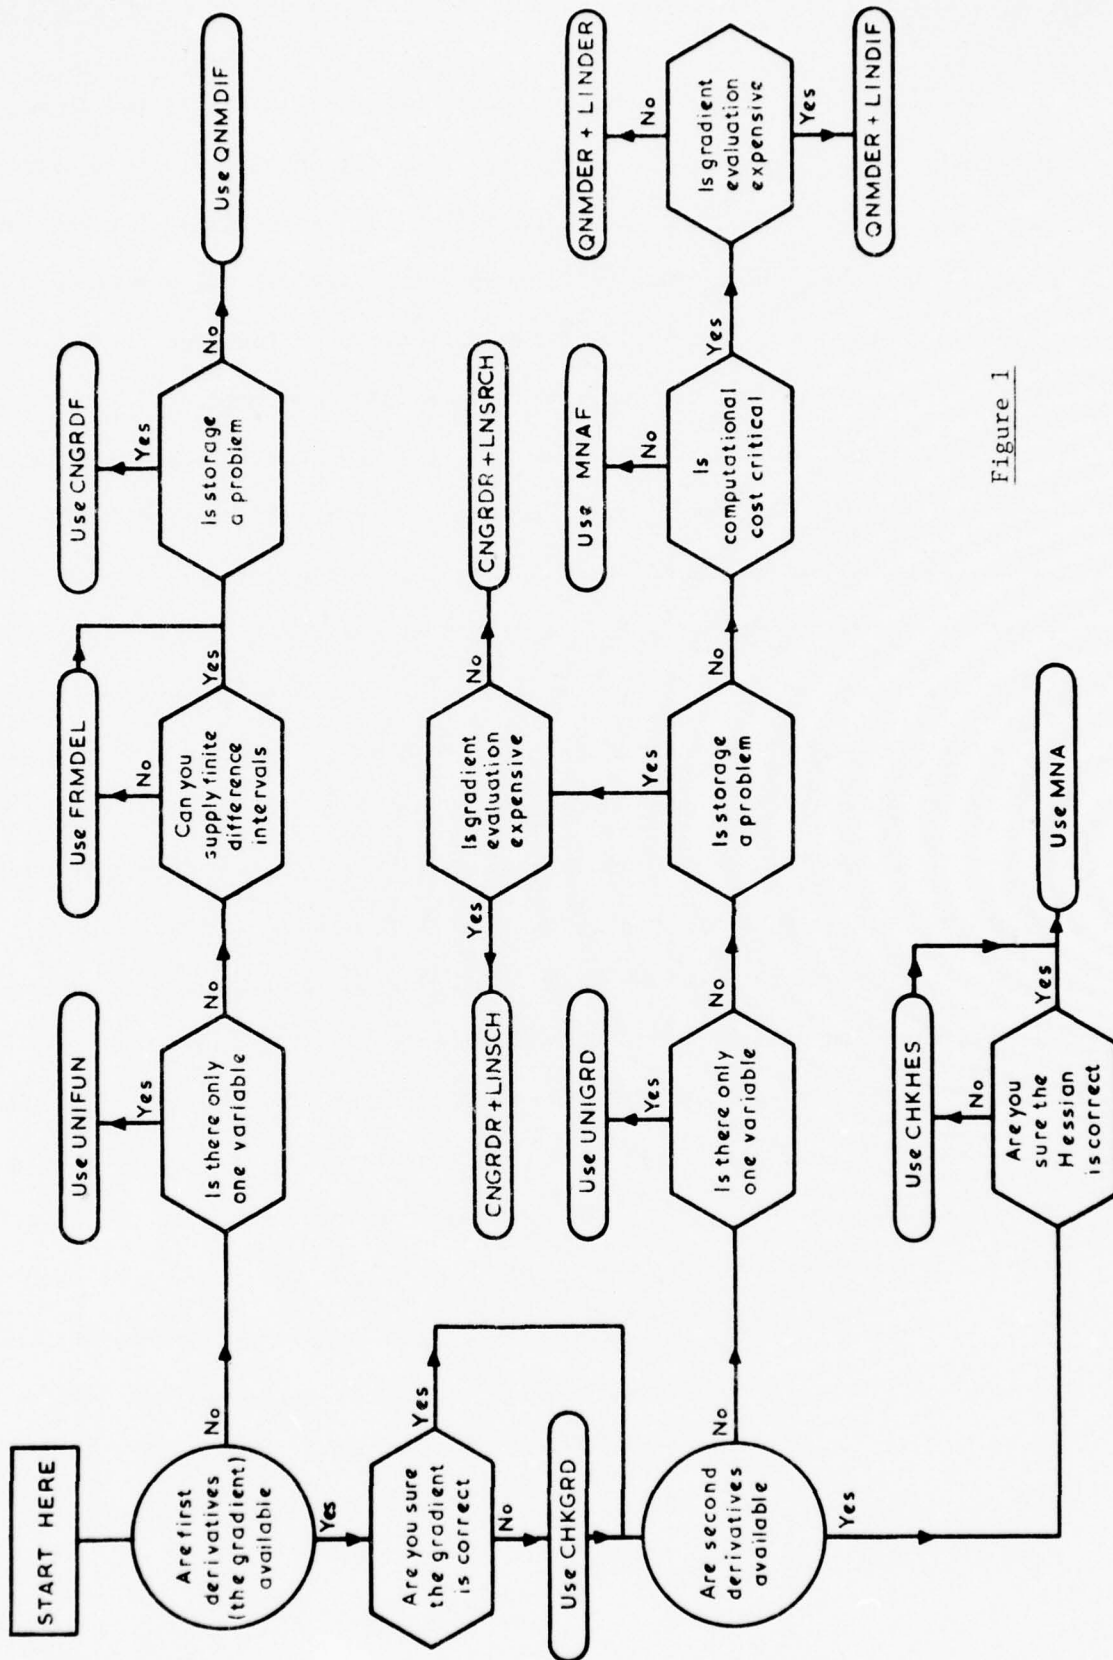 START HERE
Are first
derivatives
(the gradient)
available
No
Is there only
one variable
Yes
Use UNIFUN
No
Can you
supply finite
difference
intervals
No
Use FRMDEL
Yes
Is storage
a problem
Yes
Use CNGRDF
No
Use QNMDIF
Yes
Are you sure
the gradient
is correct
Yes
No
Use CHKGRD
Are second
derivatives
available
No
Is there only
one variable
Yes
Use UNIGRD
No
Is storage
a problem
Yes
Is gradient
evaluation
expensive
Yes
CNGRDR + LINSCH
No
CNGRDR + LNSRCH
No
Is
computational
cost critical
No
Use MNAF
Yes
Is gradient
evaluation
expensive
No
QNMDER + LINDER
Yes
QNMDER + LINDIF
Yes
Are you
sure the
Hessian
is correct
No
Use CHKHES
Yes
Use MNA
Figure 1